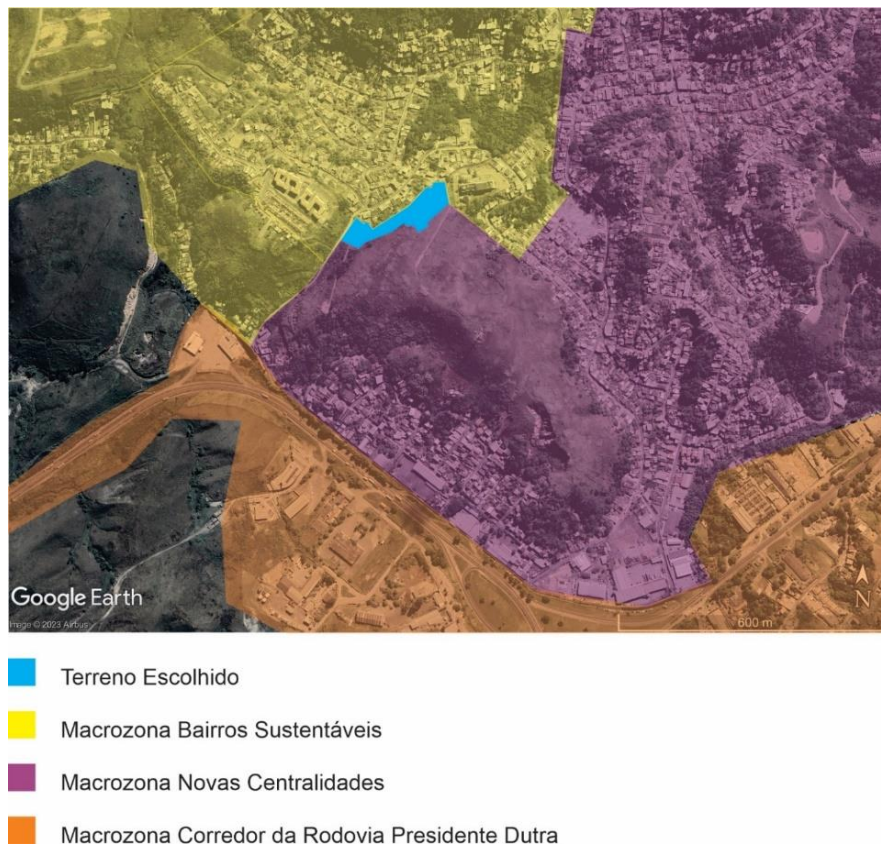 Google Earth
Image © 2023 Airbus
N
600 m
Terreno Escolhido
Macrozona Bairros Sustentáveis
Macrozona Novas Centralidades
Macrozona Corredor da Rodovia Presidente Dutra